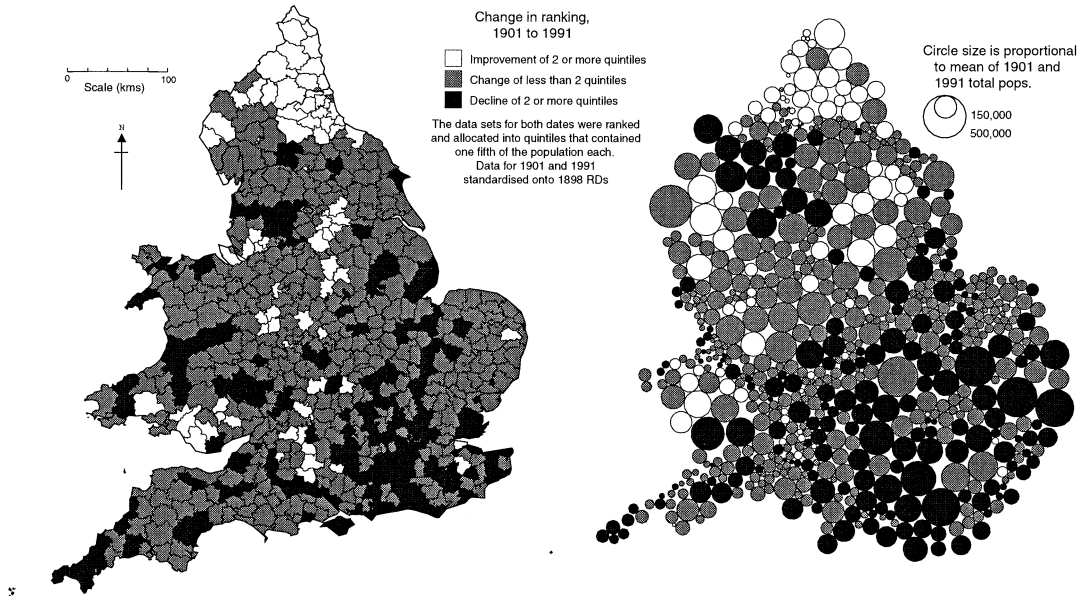 Change in ranking,
1901 to 1991
Improvement of 2 or more quintiles
Change of less than 2 quintiles
Decline of 2 or more quintiles
The data sets for both dates were ranked
and allocated into quintiles that contained
one fifth of the population each.
Data for 1901 and 1991
standardised onto 1898 RDs
0 100
Scale (kms)
N
Circle size is proportional
to mean of 1901 and
1991 total pops.
150,000
500,000